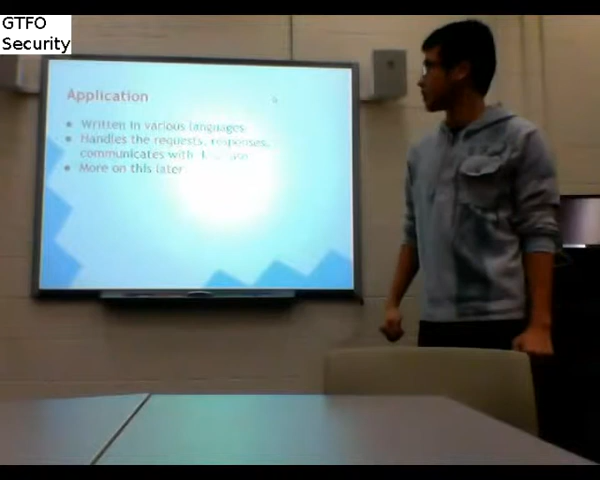 GTFO
Security
Application
Written in various languages
Handles the requests, responses,
communicates with
More on this later